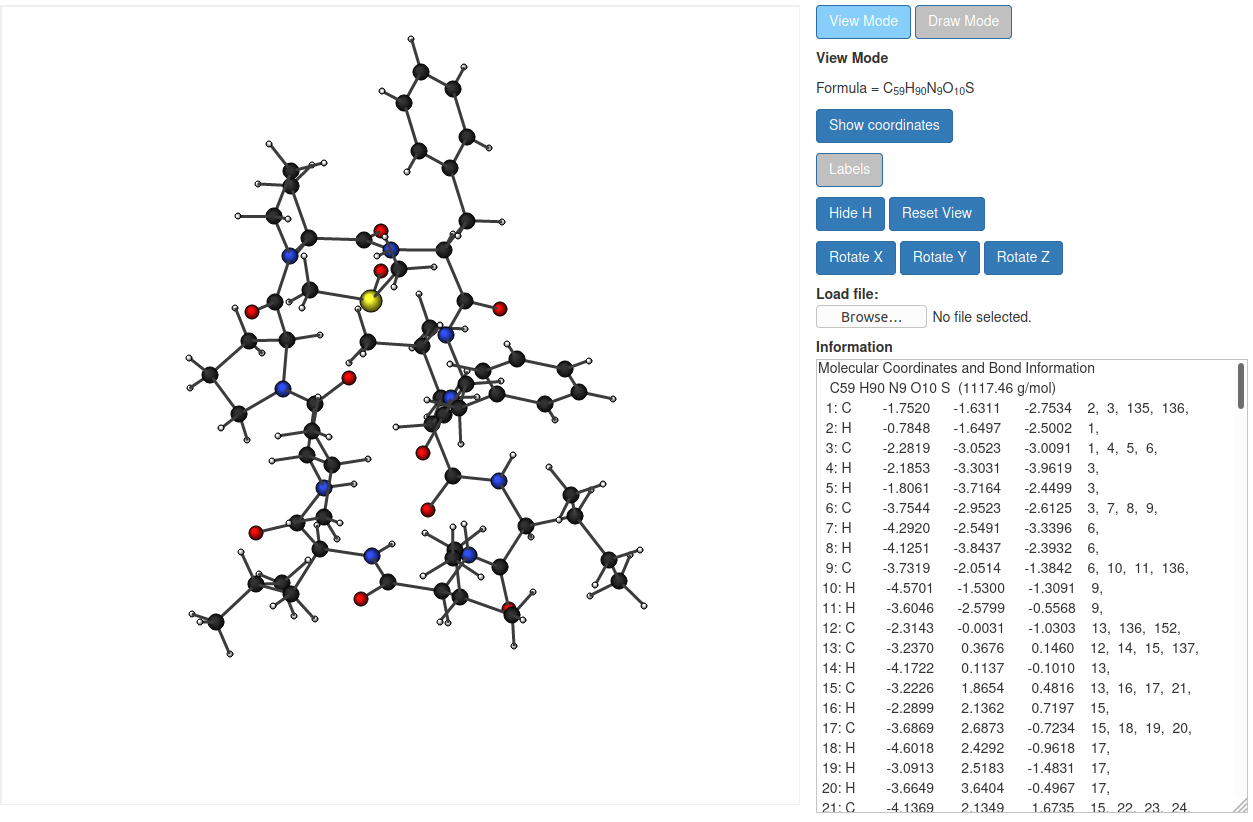 View Mode Draw Mode
View Mode
Formula = C₅₉H₉₀N₉O₁₀S
Show coordinates
Labels
Hide H Reset View
Rotate X Rotate Y Rotate Z
Load file:
Browse... No file selected.
Information
Molecular Coordinates and Bond Information
C59 H90 N9 O10 S (1117.46 g/mol)
1: C -1.7520 -1.6311 -2.7534 2, 3, 135, 136,
2: H -0.7848 -1.6497 -2.5002 1,
3: C -2.2819 -3.0523 -3.0091 1, 4, 5, 6,
4: H -2.1853 -3.3031 -3.9619 3,
5: H -1.8061 -3.7164 -2.4499 3,
6: C -3.7544 -2.9523 -2.6125 3, 7, 8, 9,
7: H -4.2920 -2.5491 -3.3396 6,
8: H -4.1251 -3.8437 -2.3932 6,
9: C -3.7319 -2.0514 -1.3842 6, 10, 11, 136,
10: H -4.5701 -1.5300 -1.3091 9,
11: H -3.6046 -2.5799 -0.5568 9,
12: C -2.3143 -0.0031 -1.0303 13, 136, 152,
13: C -3.2370 0.3676 0.1460 12, 14, 15, 137,
14: H -4.1722 0.1137 -0.1010 13,
15: C -3.2226 1.8654 0.4816 13, 16, 17, 21,
16: H -2.2899 2.1362 0.7197 15,
17: C -3.6869 2.6873 -0.7234 15, 18, 19, 20,
18: H -4.6018 2.4292 -0.9618 17,
19: H -3.0913 2.5183 -1.4831 17,
20: H -3.6649 3.6404 -0.4967 17,
21: C -4.1369 2.1349 1.6735 15, 22, 23, 24,